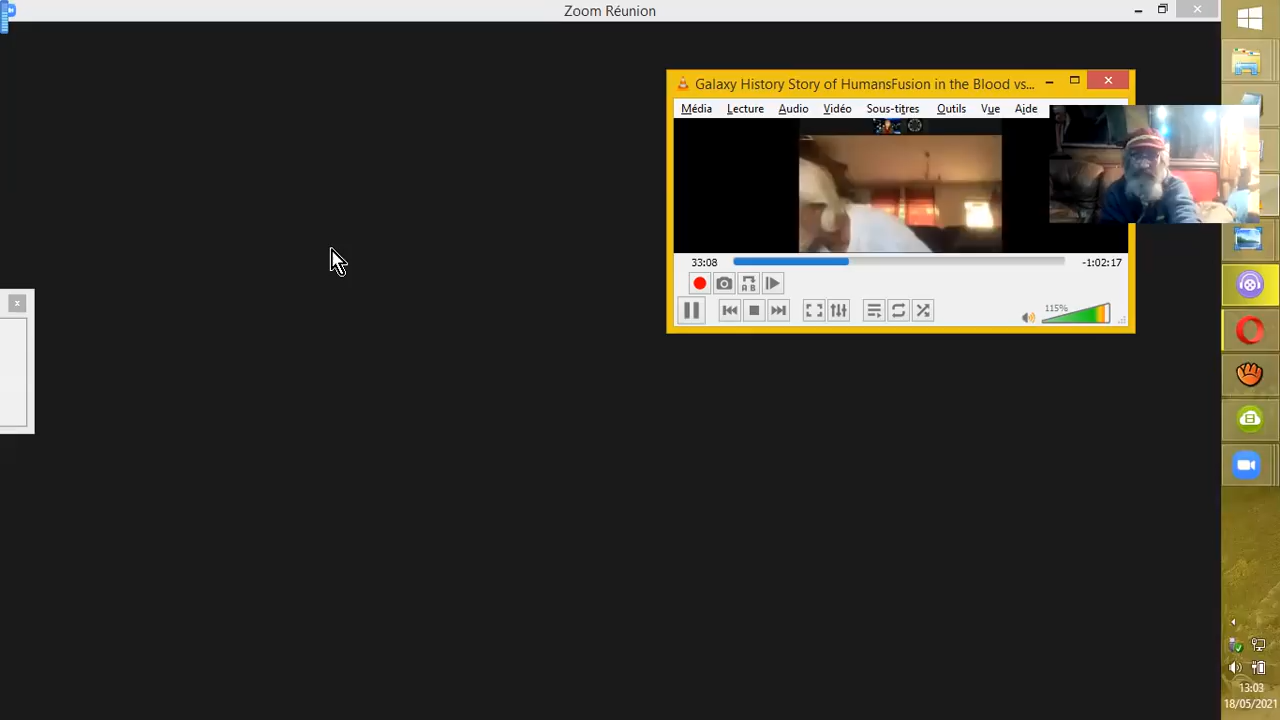 Zoom Réunion
Galaxy History Story of HumansFusion in the Blood vs...
Média Lecture Audio Vidéo Sous-titres Outils Vue Aide
33:08
-1:02:17
A B
115%
x
13:03
18/05/2021